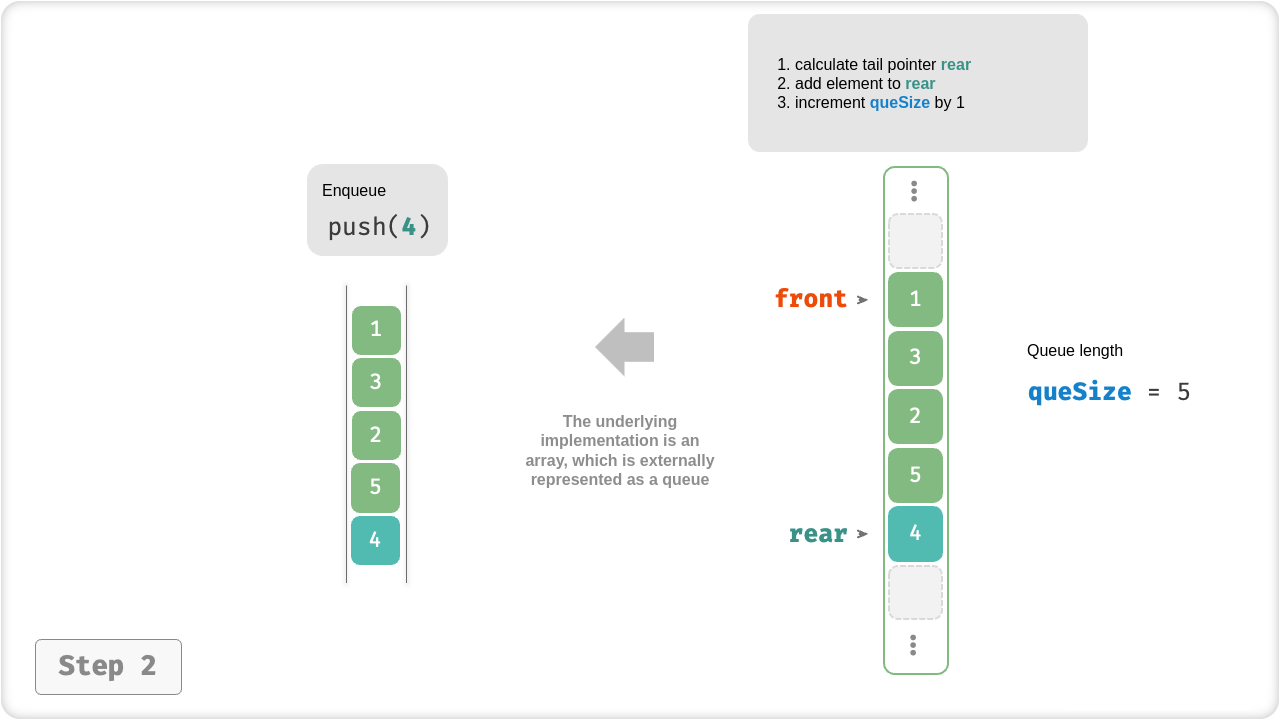 1. calculate tail pointer rear
2. add element to rear
3. increment queSize by 1
Enqueue
push(4)
1
3
2
5
4
The underlying
implementation is an
array, which is externally
represented as a queue
front ➤ 1
3
2
5
rear ➤ 4
Queue length
queSize = 5
Step 2